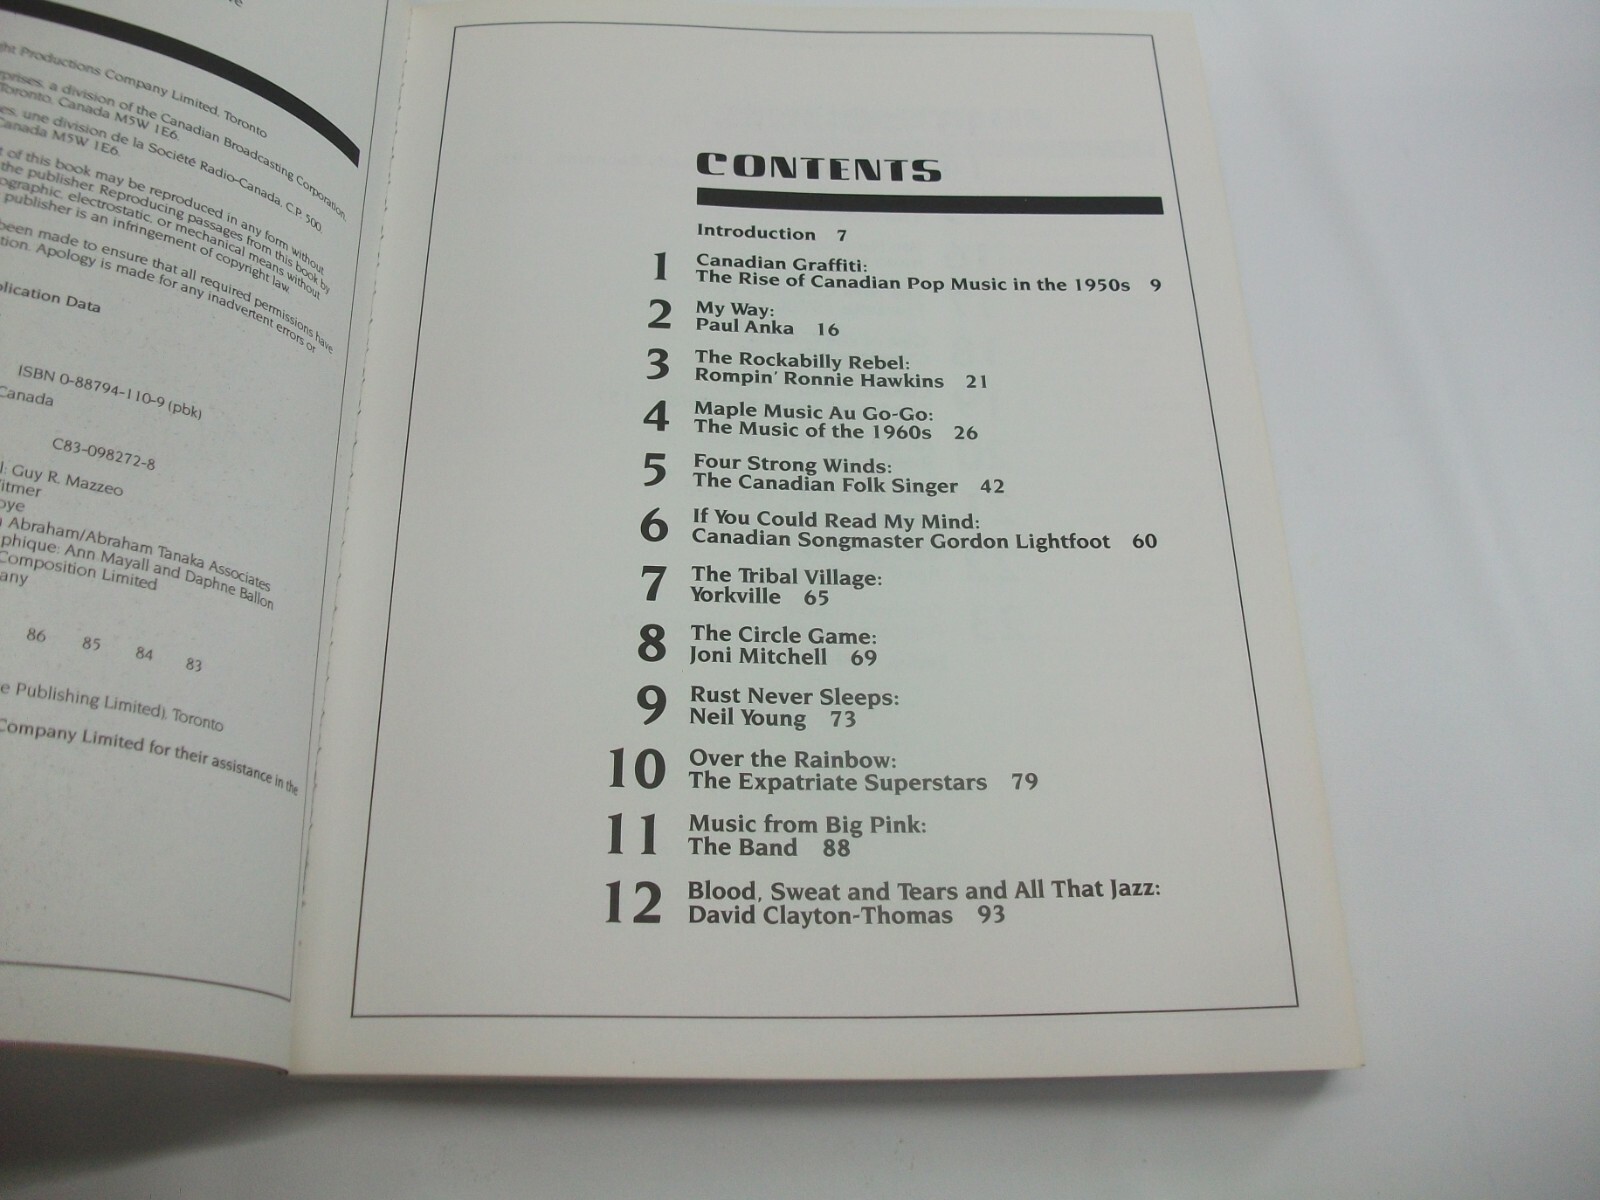 ht Productions Company Limited, Toronto
prises, a division of the Canadian Broadcasting Corporation,
Toronto, Canada M5W 1E6.
es, une division de la Société Radio-Canada, C.P. 500,
Canada M5W 1E6.
t of this book may be reproduced in any form without
the publisher. Reproducing passages from this book by
ographic, electrostatic, or mechanical means without
publisher is an infringement of copyright law.
been made to ensure that all required permissions have
tion. Apology is made for any inadvertent errors or
lication Data
ISBN 0-88794-110-9 (pbk)
Canada
C83-098272-8
l: Guy R. Mazzeo
itmer
oye
Abraham/Abraham Tanaka Associates
phique: Ann Mayall and Daphne Ballon
Composition Limited
any
86 85 84 83
e Publishing Limited), Toronto
Company Limited for their assistance in the
CONTENTS
Introduction 7
1 Canadian Graffiti:
The Rise of Canadian Pop Music in the 1950s 9
2 My Way:
Paul Anka 16
3 The Rockabilly Rebel:
Rompin' Ronnie Hawkins 21
4 Maple Music Au Go-Go:
The Music of the 1960s 26
5 Four Strong Winds:
The Canadian Folk Singer 42
6 If You Could Read My Mind:
Canadian Songmaster Gordon Lightfoot 60
7 The Tribal Village:
Yorkville 65
8 The Circle Game:
Joni Mitchell 69
9 Rust Never Sleeps:
Neil Young 73
10 Over the Rainbow:
The Expatriate Superstars 79
11 Music from Big Pink:
The Band 88
12 Blood, Sweat and Tears and All That Jazz:
David Clayton-Thomas 93